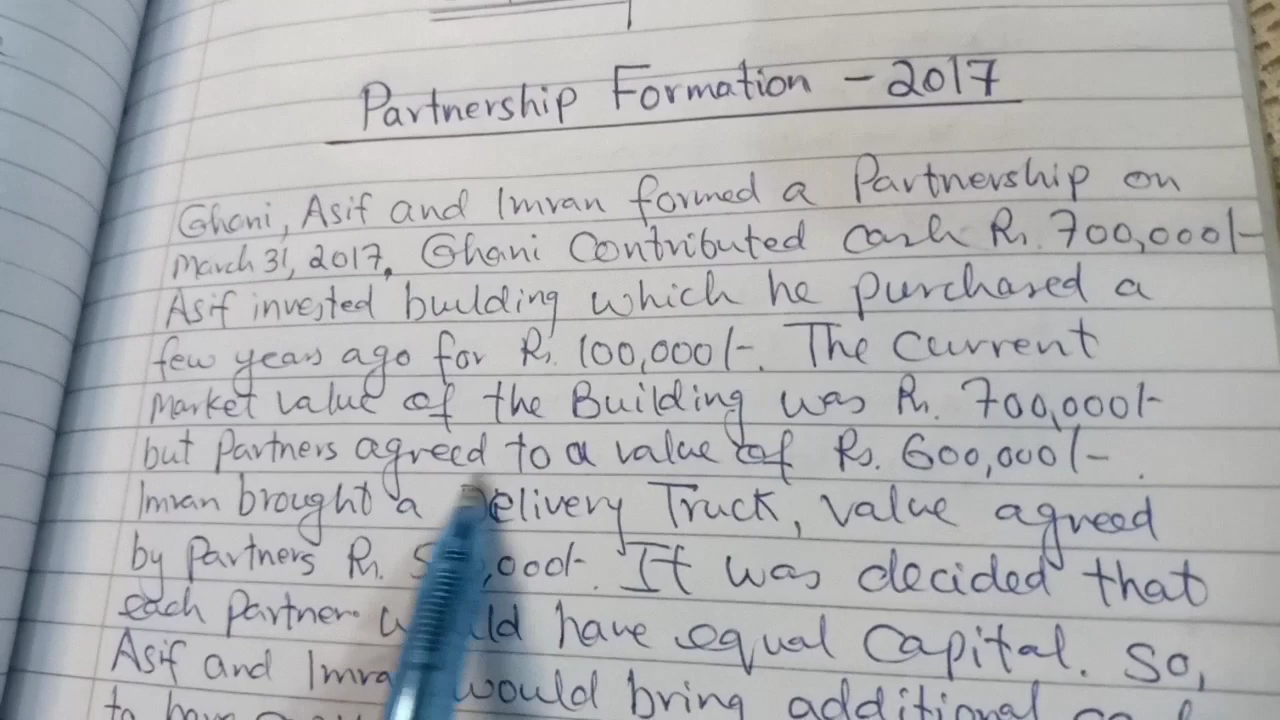 Partnership Formation - 2017
Ghani, Asif and Imran formed a Partnership on
March 31, 2017. Ghani Contributed cash Rs. 700,000/-
Asif invested building which he purchased a
few years ago for Rs. 100,000/-. The Current
Market value of the Building was Rs. 700,000/-
but Partners agreed to a value of Rs. 600,000/-.
Imran brought a Delivery Truck, value agreed
by Partners Rs. ,000/-. It was decided that
each Partner would have equal Capital. So,
Asif and Imran would bring additional
to have